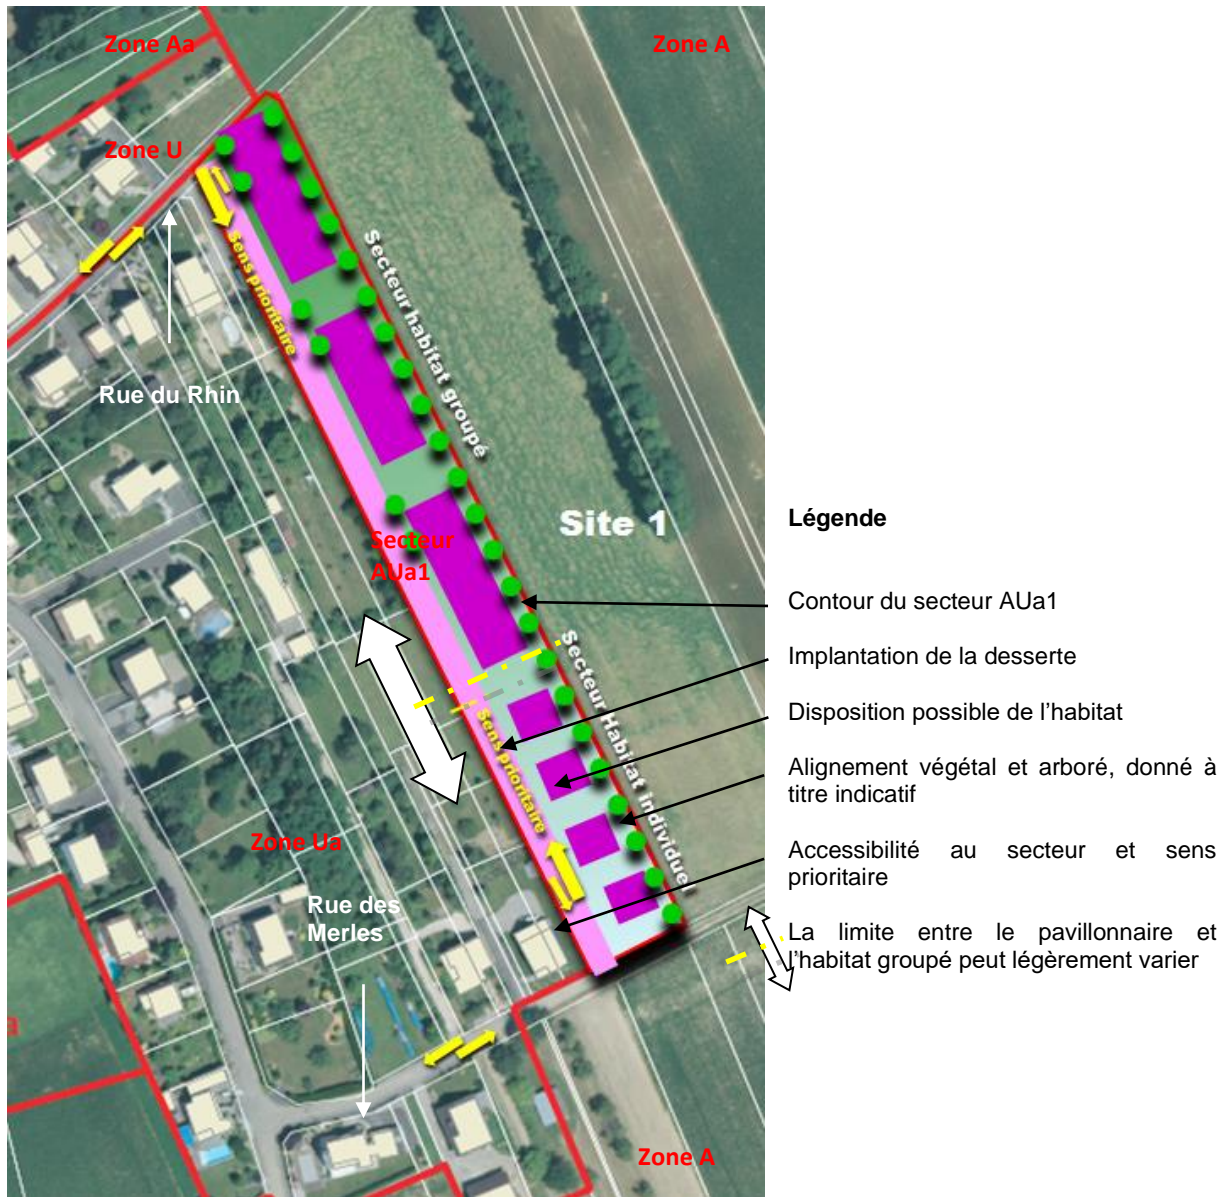 Zone Aa
Zone A
Zone U
Sens prioritaire
Secteur habitat groupé
Rue du Rhin
Site 1
Secteur
AUa1
Secteur Habitat individuel
Sens prioritaire
Zone Ua
Rue des
Merles
Zone A
Légende
Contour du secteur AUa1
Implantation de la desserte
Disposition possible de l'habitat
Alignement végétal et arboré, donné à
titre indicatif
Accessibilité au secteur et sens
prioritaire
La limite entre le pavillonnaire et
l'habitat groupé peut légèrement varier